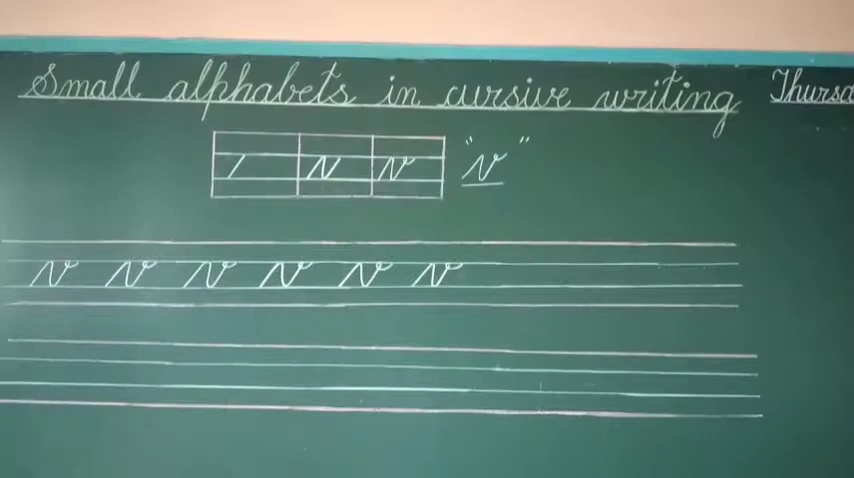 Small alphabets in cursive writing
"v"
v v v v v v